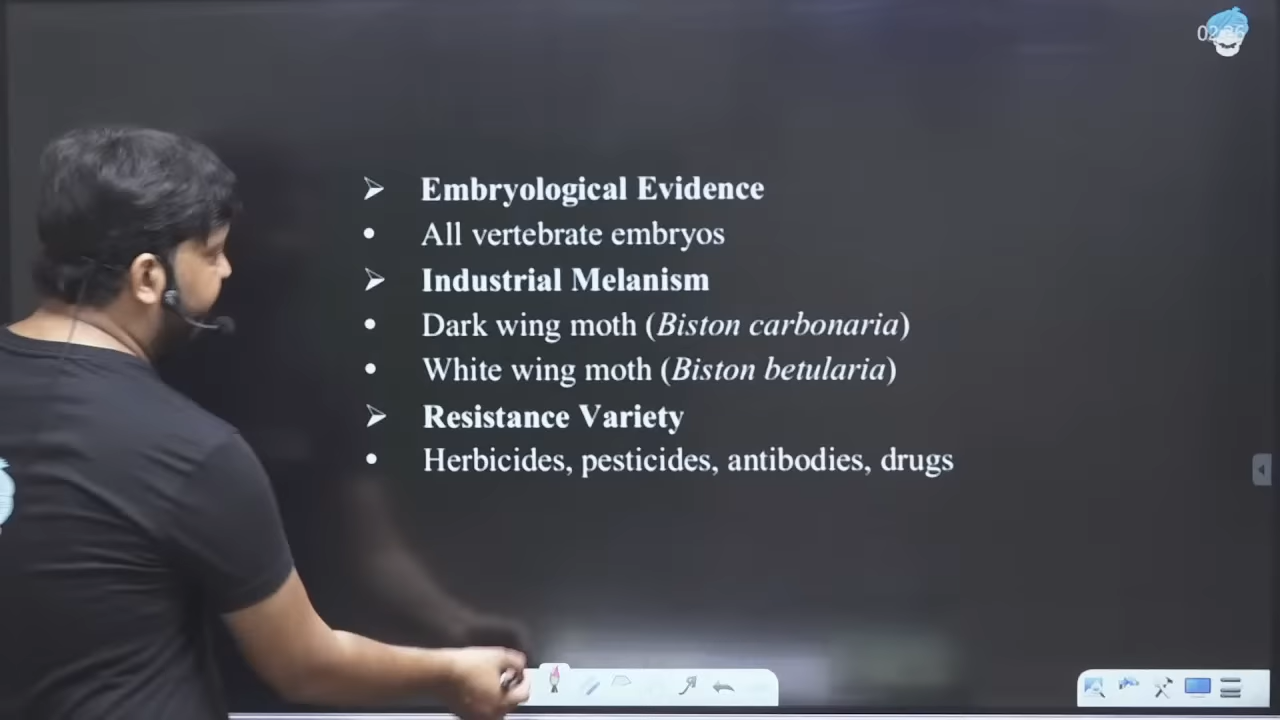 ➢ Embryological Evidence
• All vertebrate embryos
➢ Industrial Melanism
• Dark wing moth (Biston carbonaria)
• White wing moth (Biston betularia)
➢ Resistance Variety
• Herbicides, pesticides, antibodies, drugs